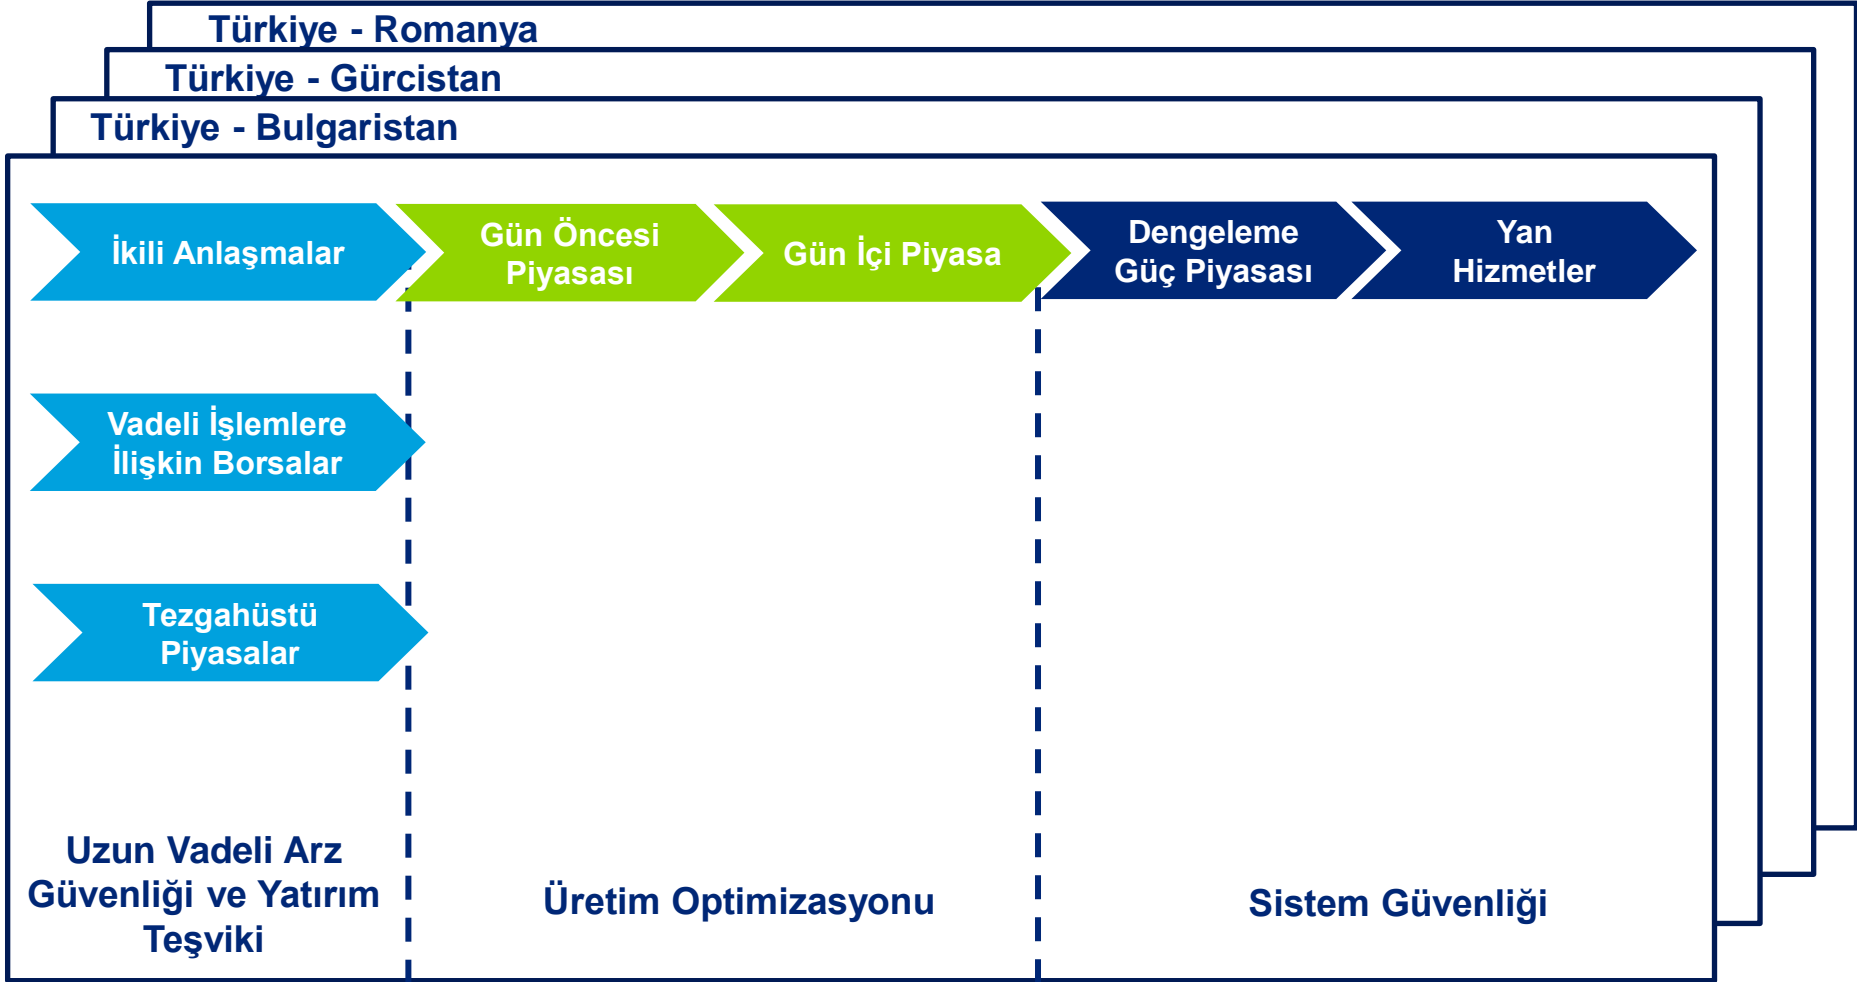 Türkiye - Romanya
Türkiye - Gürcistan
Türkiye - Bulgaristan
İkili Anlaşmalar
Gün Öncesi
Piyasası
Gün İçi Piyasa
Dengeleme
Güç Piyasası
Yan
Hizmetler
Vadeli İşlemlere
İlişkin Borsalar
Tezgahüstü
Piyasalar
Uzun Vadeli Arz
Güvenliği ve Yatırım
Teşviki
Üretim Optimizasyonu
Sistem Güvenliği